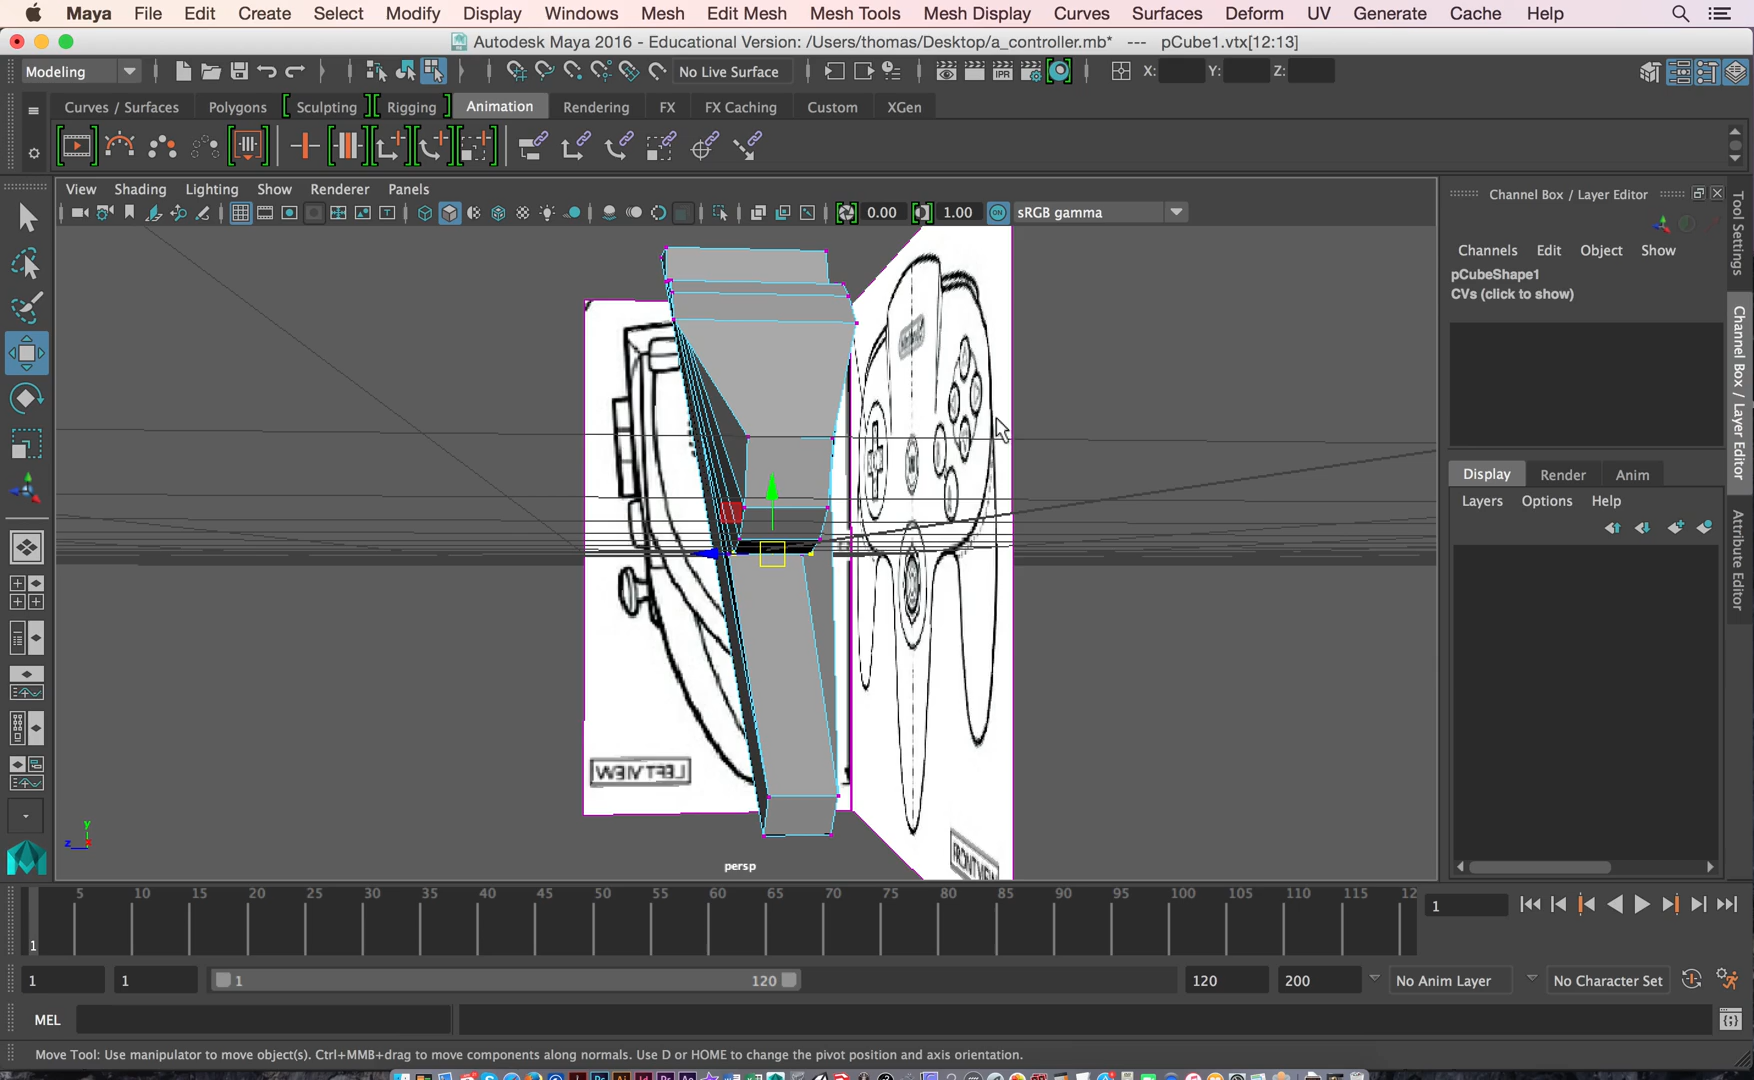 Maya File Edit Create Select Modify Display Windows Mesh Edit Mesh Mesh Tools Mesh Display Curves Surfaces Deform UV Generate Cache Help
Autodesk Maya 2016 - Educational Version: /Users/thomas/Desktop/a_controller.mb* --- pCube1.vtx[12:13]
Modeling No Live Surface X: Y: Z:
Curves / Surfaces Polygons Sculpting Rigging Animation Rendering FX FX Caching Custom XGen
View Shading Lighting Show Renderer Panels
0.00 1.00 ON sRGB gamma
Channel Box / Layer Editor
Channels Edit Object Show
pCubeShape1
CVs (click to show)
Display Render Anim
Layers Options Help
Tool Settings
Channel Box / Layer Editor
Attribute Editor
LEFT VIEW
FRONT VIEW
y
z x
persp
5 10 15 20 25 30 35 40 45 50 55 60 65 70 75 80 85 90 95 100 105 110 115 12
1
1
1 1 1 120 120 200 No Anim Layer No Character Set
MEL
Move Tool: Use manipulator to move object(s). Ctrl+MMB+drag to move components along normals. Use D or HOME to change the pivot position and axis orientation.